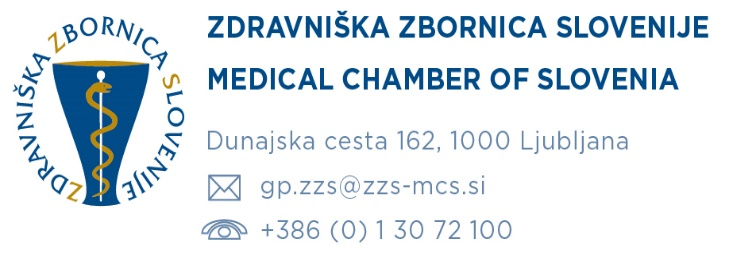 ZDRAVNIŠKA ZBORNICA SLOVENIJE
ZDRAVNIŠKA ZBORNICA SLOVENIJE
MEDICAL CHAMBER OF SLOVENIA
Dunajska cesta 162, 1000 Ljubljana
gp.zzs@zzs-mcs.si
+386 (0) 1 30 72 100